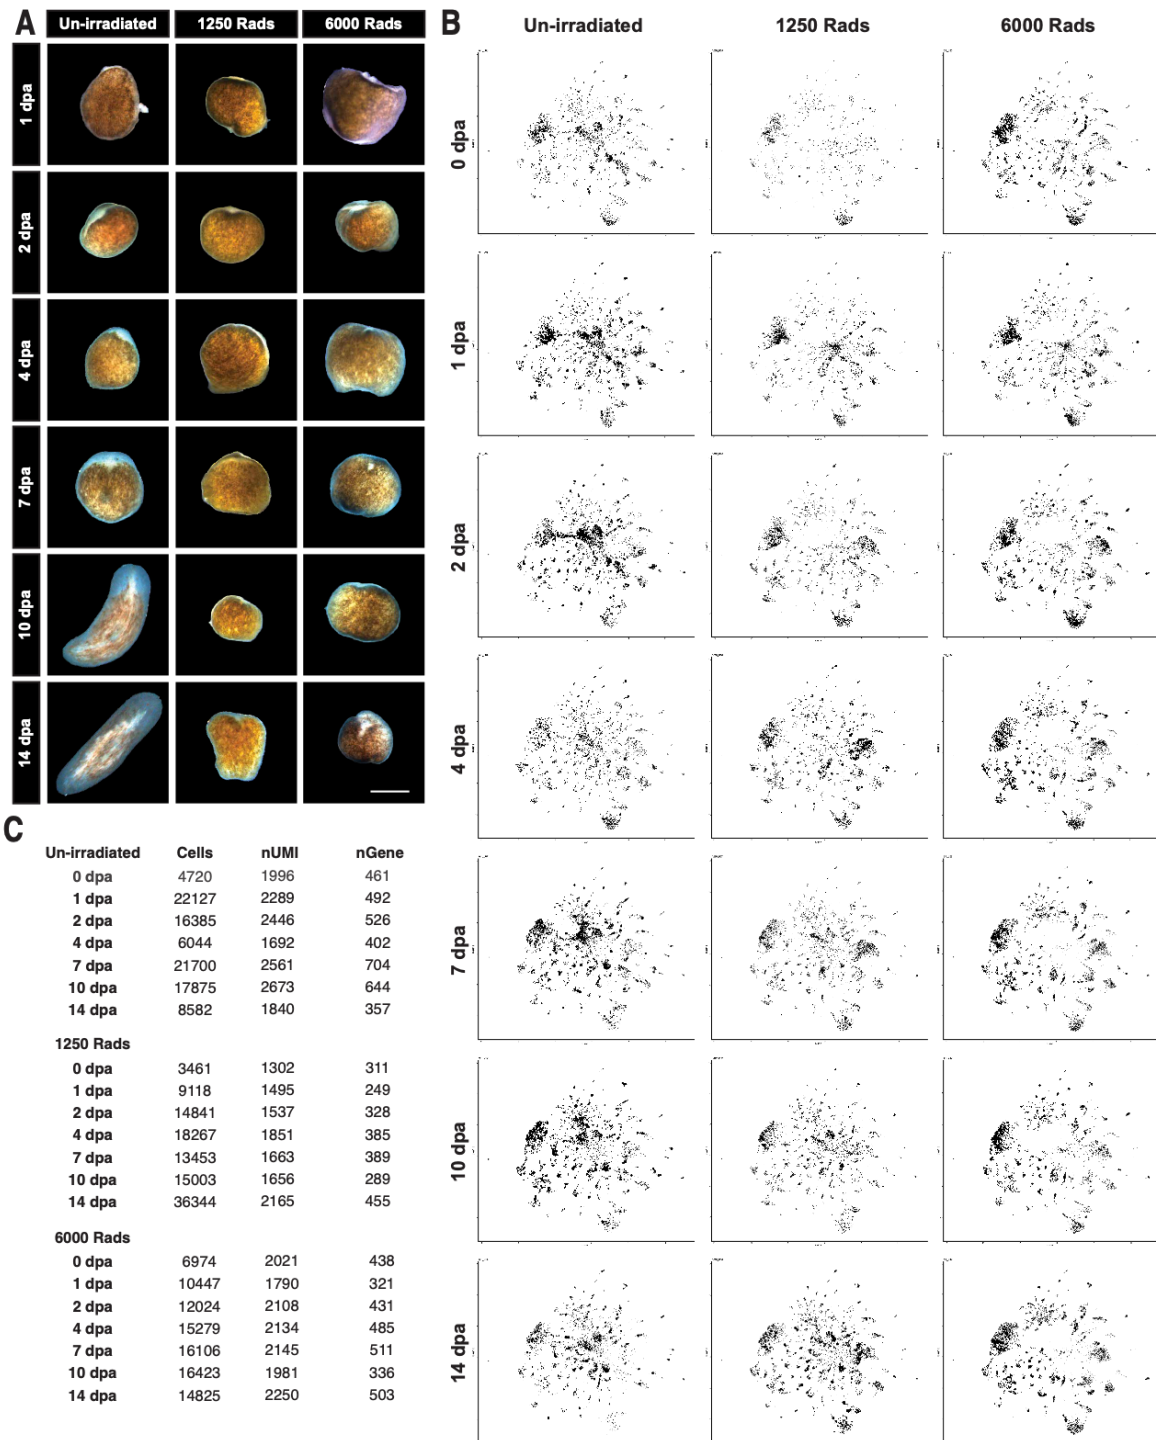 A
Un-irradiated 1250 Rads 6000 Rads
1 dpa
2 dpa
4 dpa
7 dpa
10 dpa
14 dpa
B
Un-irradiated 1250 Rads 6000 Rads
0 dpa
1 dpa
2 dpa
4 dpa
7 dpa
10 dpa
14 dpa
C
Un-irradiated Cells nUMI nGene
0 dpa 4720 1996 461
1 dpa 22127 2289 492
2 dpa 16385 2446 526
4 dpa 6044 1692 402
7 dpa 21700 2561 704
10 dpa 17875 2673 644
14 dpa 8582 1840 357
1250 Rads
0 dpa 3461 1302 311
1 dpa 9118 1495 249
2 dpa 14841 1537 328
4 dpa 18267 1851 385
7 dpa 13453 1663 389
10 dpa 15003 1656 289
14 dpa 36344 2165 455
6000 Rads
0 dpa 6974 2021 438
1 dpa 10447 1790 321
2 dpa 12024 2108 431
4 dpa 15279 2134 485
7 dpa 16106 2145 511
10 dpa 16423 1981 336
14 dpa 14825 2250 503